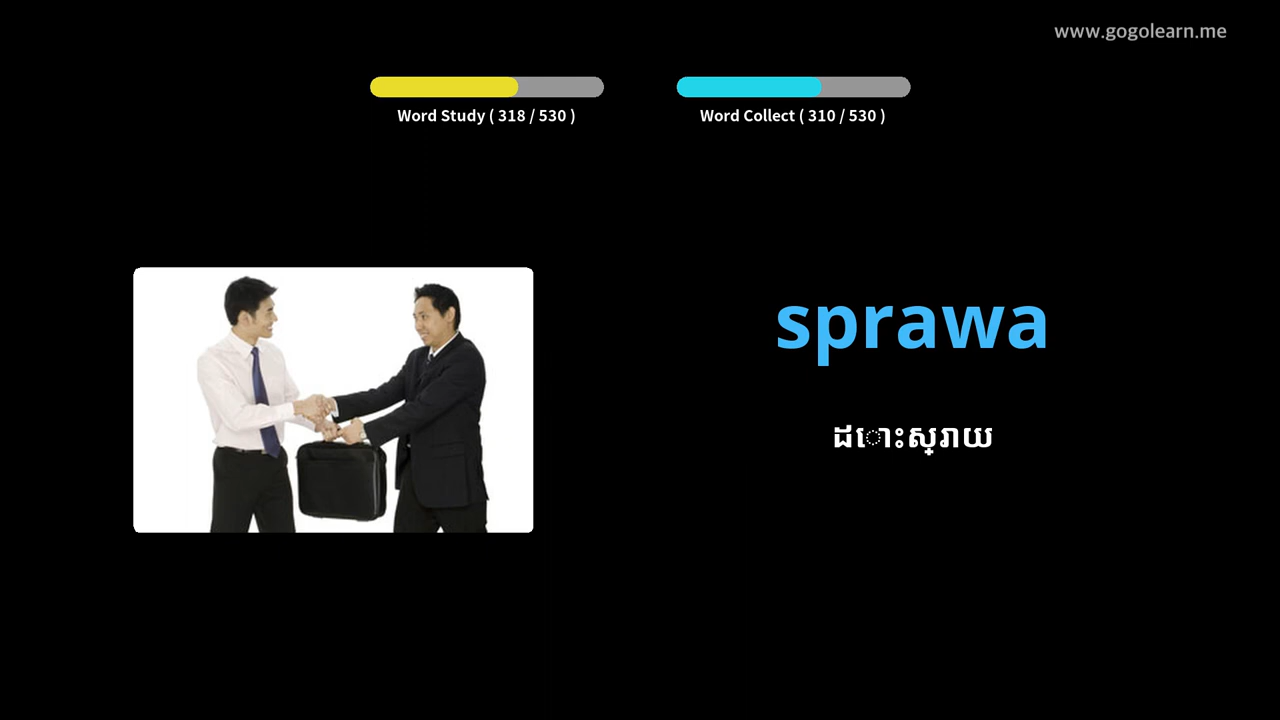 www.gogolearn.me
Word Study ( 318 / 530 )
Word Collect ( 310 / 530 )
sprawa
ដោះស្រាយ